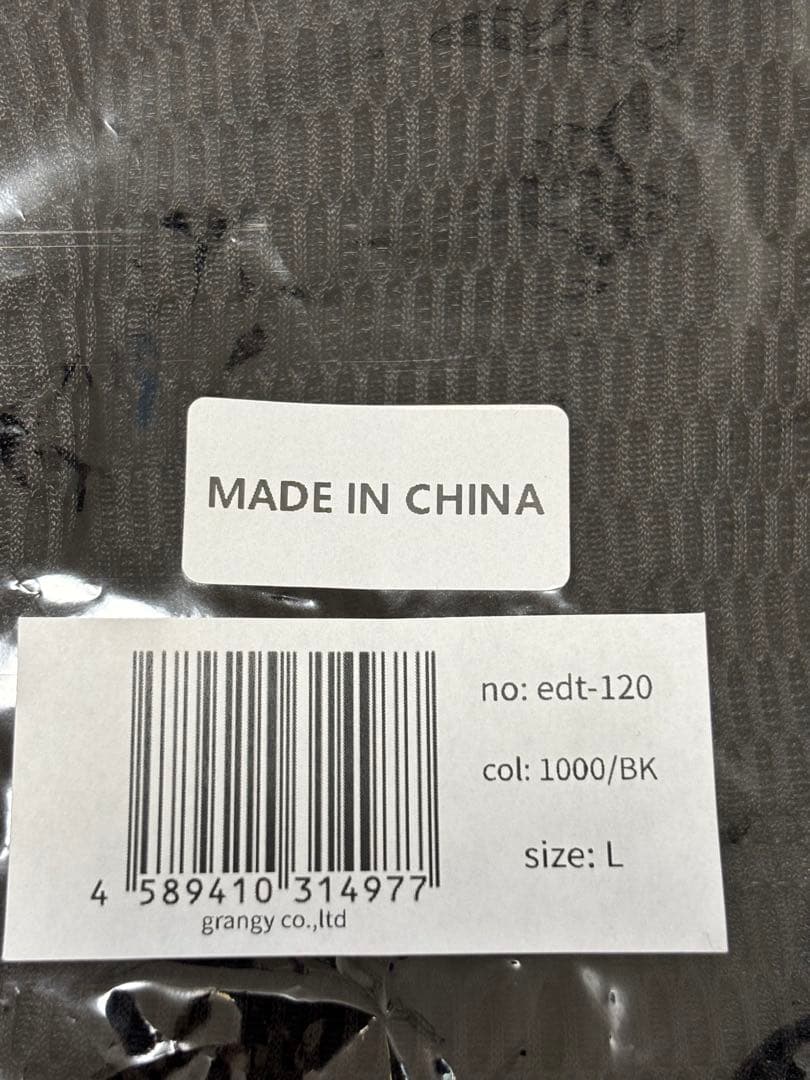 MADE IN CHINA
no: edt-120
col: 1000/BK
size: L
4 589410 314977
grangy co.,ltd